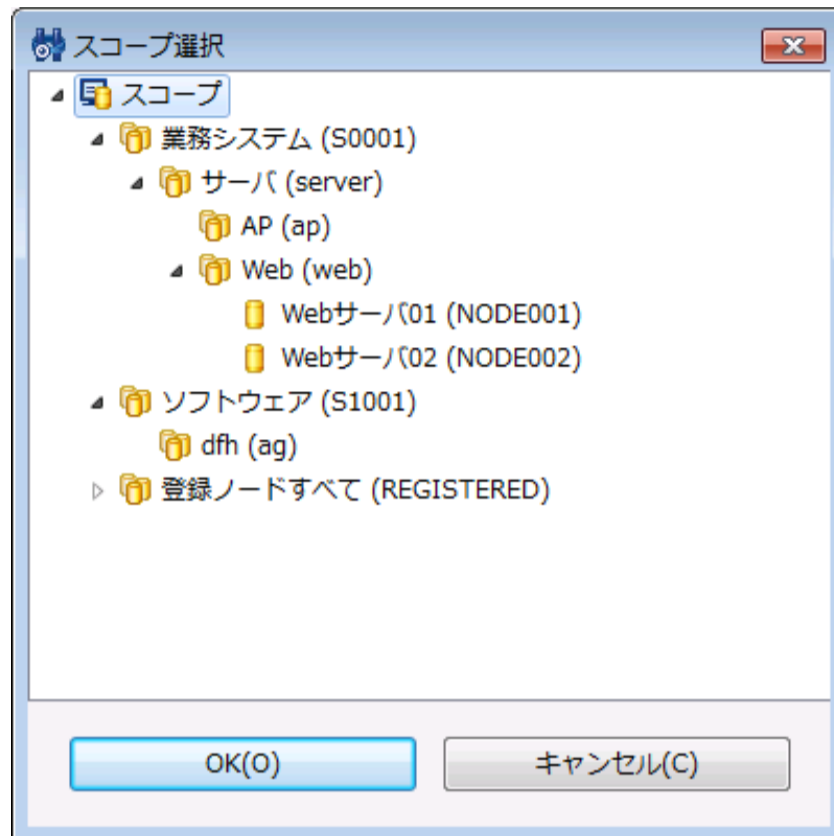 スコープ選択
スコープ
業務システム (S0001)
サーバ (server)
AP (ap)
Web (web)
Webサーバ01 (NODE001)
Webサーバ02 (NODE002)
ソフトウェア (S1001)
dfh (ag)
登録ノードすべて (REGISTERED)
OK(O)
キャンセル(C)